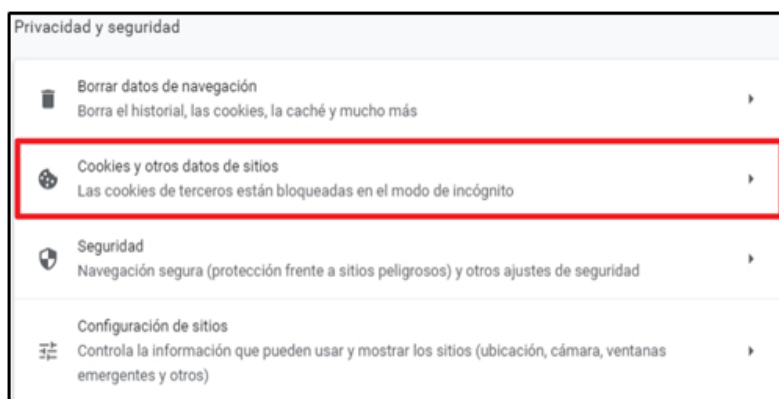 Privacidad y seguridad
Borrar datos de navegación
Borra el historial, las cookies, la caché y mucho más
Cookies y otros datos de sitios
Las cookies de terceros están bloqueadas en el modo de incógnito
Seguridad
Navegación segura (protección frente a sitios peligrosos) y otros ajustes de seguridad
Configuración de sitios
Controla la información que pueden usar y mostrar los sitios (ubicación, cámara, ventanas
emergentes y otros)